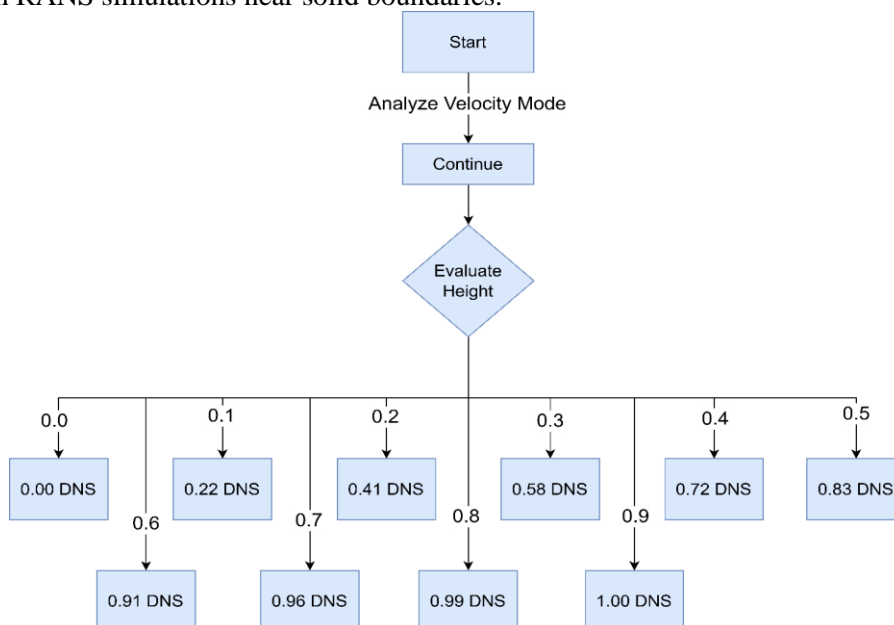 RANS simulations near solid boundaries.
Start
Analyze Velocity Mode
Continue
Evaluate
Height
0.0
0.1
0.2
0.3
0.4
0.5
0.00 DNS
0.22 DNS
0.41 DNS
0.58 DNS
0.72 DNS
0.83 DNS
0.6
0.7
0.8
0.9
0.91 DNS
0.96 DNS
0.99 DNS
1.00 DNS